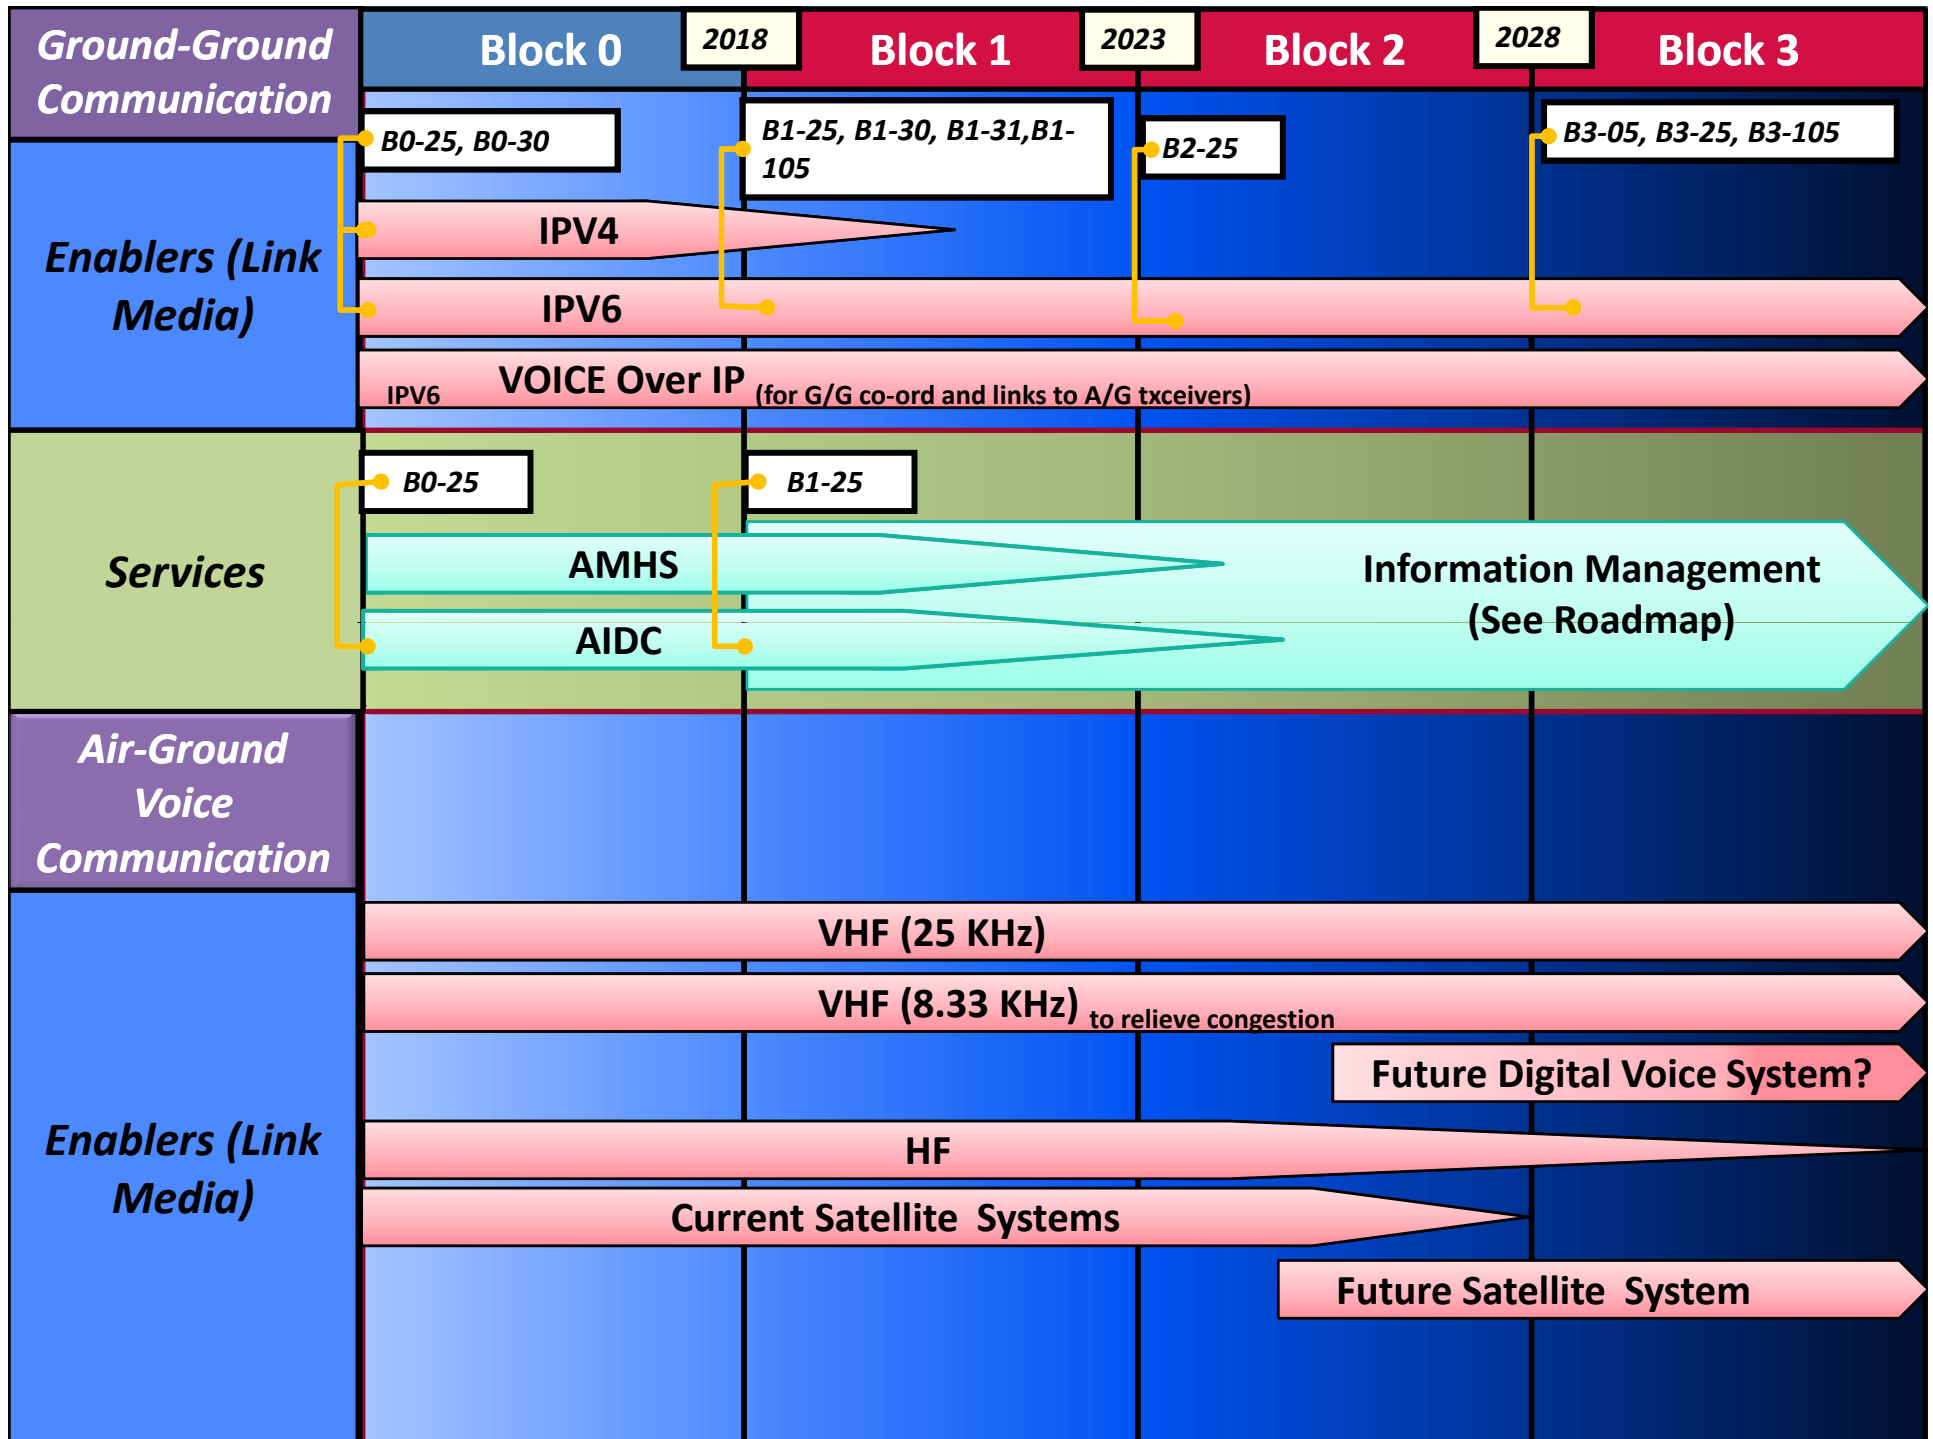 Ground-Ground
Communication
Block 0
2018
Block 1
2023
Block 2
2028
Block 3
B0-25, B0-30
B1-25, B1-30, B1-31,B1-
105
B2-25
B3-05, B3-25, B3-105
Enablers (Link
Media)
IPV4
IPV6
IPV6 VOICE Over IP (for G/G co-ord and links to A/G txceivers)
Services
B0-25
B1-25
AMHS
AIDC
Information Management
(See Roadmap)
Air-Ground
Voice
Communication
Enablers (Link
Media)
VHF (25 KHz)
VHF (8.33 KHz) to relieve congestion
Future Digital Voice System?
HF
Current Satellite Systems
Future Satellite System